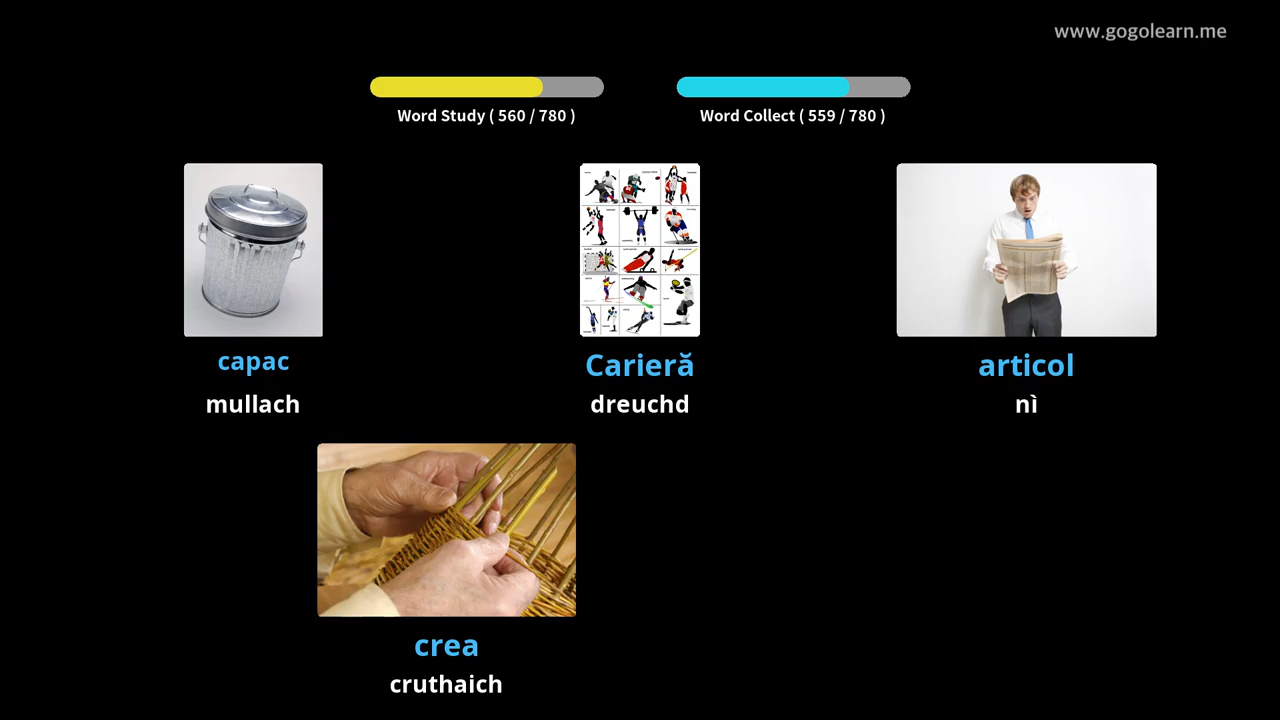 www.gogolearn.me
Word Study ( 560 / 780 )
Word Collect ( 559 / 780 )
capac
mullach
Carieră
dreuchd
articol
nì
crea
cruthaich